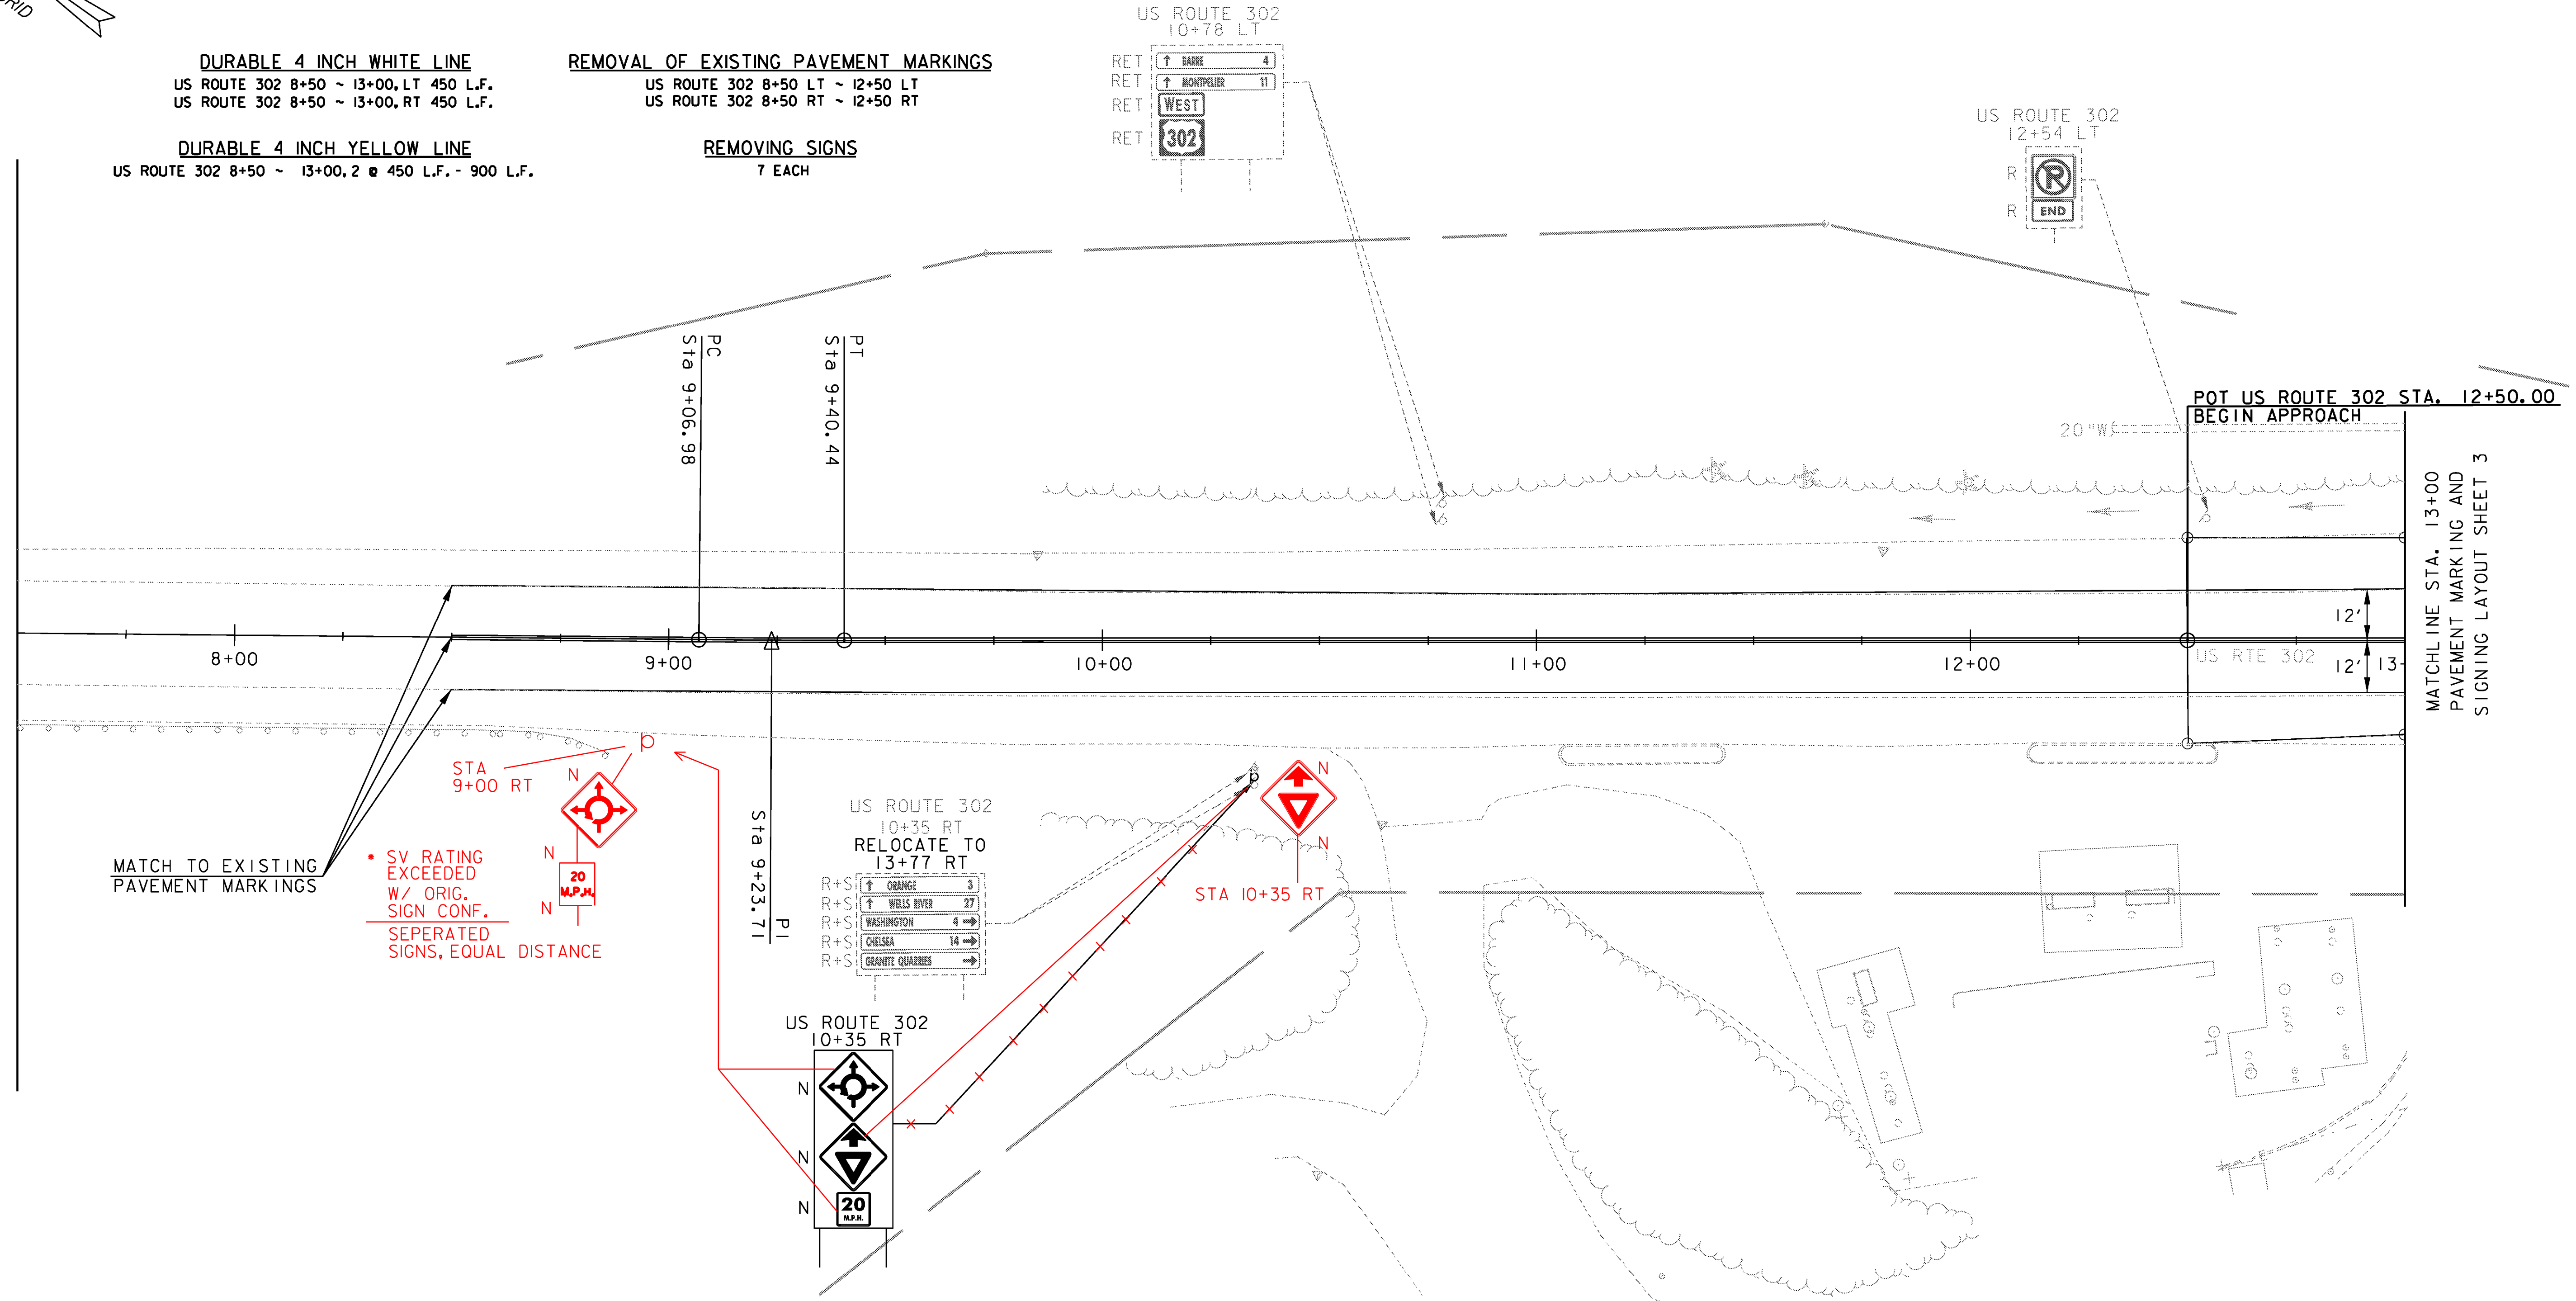 GRID
DURABLE 4 INCH WHITE LINE
US ROUTE 302 8+50 ~ 13+00, LT 450 L.F.
US ROUTE 302 8+50 ~ 13+00, RT 450 L.F.
DURABLE 4 INCH YELLOW LINE
US ROUTE 302 8+50 ~ 13+00, 2 @ 450 L.F. - 900 L.F.
REMOVAL OF EXISTING PAVEMENT MARKINGS
US ROUTE 302 8+50 LT ~ 12+50 LT
US ROUTE 302 8+50 RT ~ 12+50 RT
REMOVING SIGNS
7 EACH
US ROUTE 302
10+78 LT
RET ↑ BARRE 4
RET ↑ MONTPELIER 11
RET WEST
RET 302
US ROUTE 302
12+54 LT
R P
R END
PC
Sta 9+06.98
PT
Sta 9+40.44
POT US ROUTE 302 STA. 12+50.00
BEGIN APPROACH
20"W
MATCHLINE STA. 13+00
PAVEMENT MARKING AND
SIGNING LAYOUT SHEET 3
12'
12'
8+00
9+00
10+00
11+00
12+00
13-
US RTE 302
PI
Sta 9+23.71
STA
9+00 RT
N
N
20
M.P.H.
N
* SV RATING
EXCEEDED
W/ ORIG.
SIGN CONF.
SEPERATED
SIGNS, EQUAL DISTANCE
MATCH TO EXISTING
PAVEMENT MARKINGS
US ROUTE 302
10+35 RT
RELOCATE TO
13+77 RT
R+S ↑ ORANGE 3
R+S ↑ WELLS RIVER 27
R+S WASHINGTON 4 →
R+S CHELSEA 14 →
R+S GRANITE QUARRIES →
N
N
STA 10+35 RT
US ROUTE 302
10+35 RT
N
N
N
20
M.P.H.